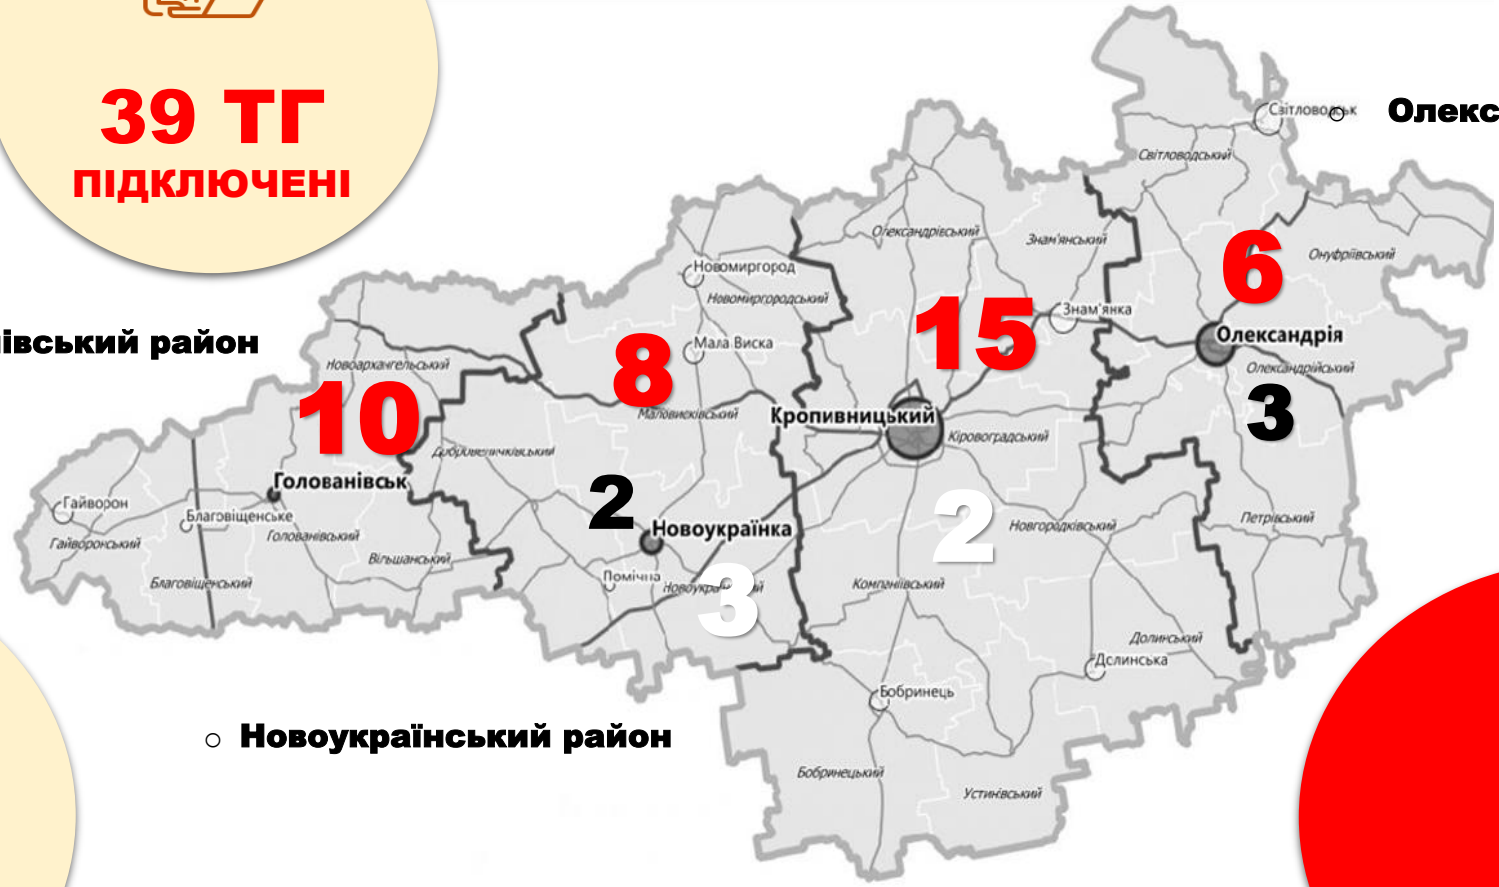 39 ТГ
ПІДКЛЮЧЕНІ
Світловодськ
Олекс
Світловодський
Олександрівський
Знам'янський
6
Онуфріївський
Новомиргород
Новомиргородський
15
Знам'янка
івський район
Мала Виска
Олександрія
Новоархангельський
8
Олександрійський
10
Маловисківський
Кропивницький
3
Кіровоградський
Добровеличківський
Голованівськ
2
Гайворон
Благовіщенське
Новоукраїнка
2
Новгородківський
Петрівський
Гайворонський
Голованівський
Вільшанський
Благовіщенський
Помічна
Новоукраїнський
3
Компаніївський
Долинський
Долинська
Бобринець
Новоукраїнський район
Бобринецький
Устинівський